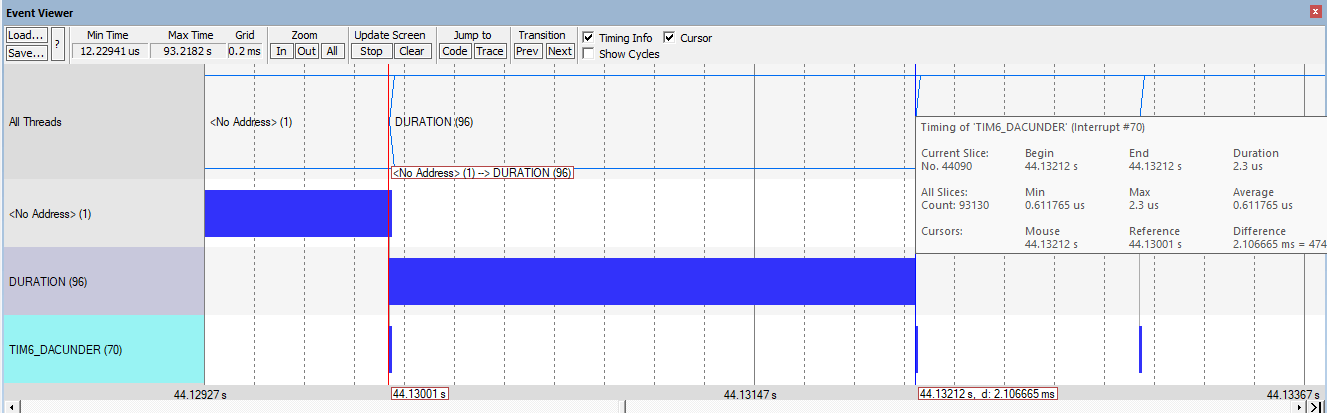 Event Viewer
Load... Min Time Max Time Grid Zoom Update Screen Jump to Transition Timing Info Cursor
Save... ? 12.22941 us 93.2182 s 0.2 ms In Out All Stop Clear Code Trace Prev Next Show Cycles
All Threads <No Address> (1) DURATION (96)
<No Address> (1) --> DURATION (96)
Timing of 'TIM6_DACUNDER' (Interrupt #70)
Current Slice: Begin End Duration
No. 44090 44.13212 s 44.13212 s 2.3 us
All Slices: Min Max Average
Count: 93130 0.611765 us 2.3 us 0.611765 us
Cursors: Mouse Reference Difference
44.13212 s 44.13001 s 2.106665 ms = 474
<No Address> (1)
DURATION (96)
TIM6_DACUNDER (70)
44.12927 s 44.13001 s 44.13147 s 44.13212 s, d: 2.106665 ms 44.13367 s